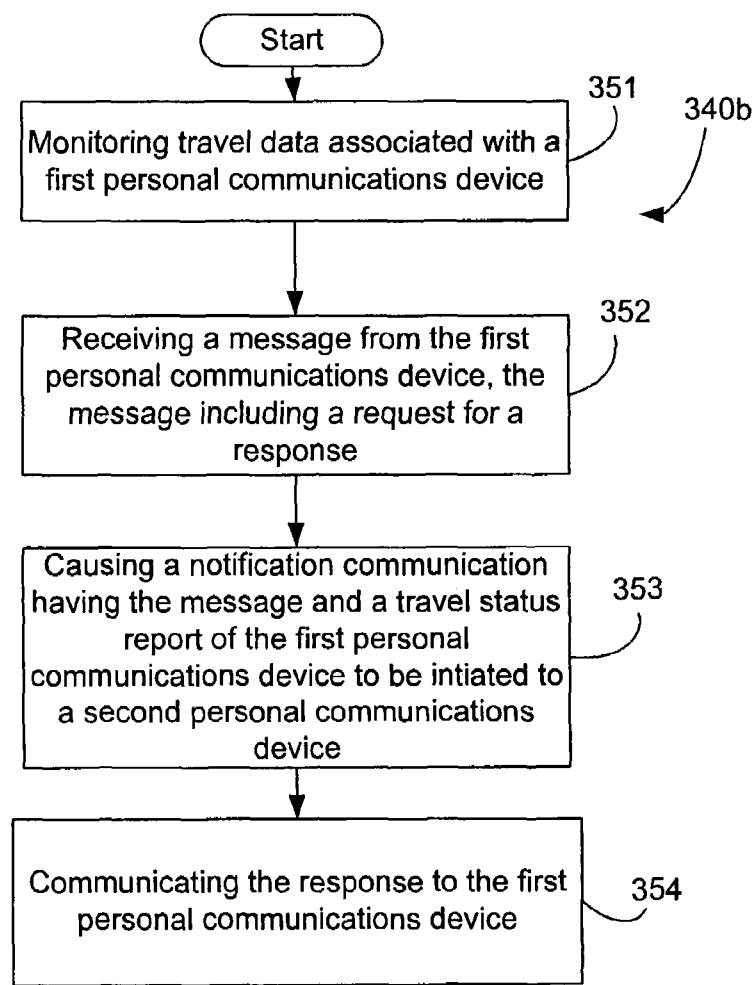 Start
351
340b
Monitoring travel data associated with a
first personal communications device
352
Receiving a message from the first
personal communications device, the
message including a request for a
response
353
Causing a notification communication
having the message and a travel status
report of the first personal
communications device to be intiated to
a second personal communications
device
Communicating the response to the first
personal communications device
354